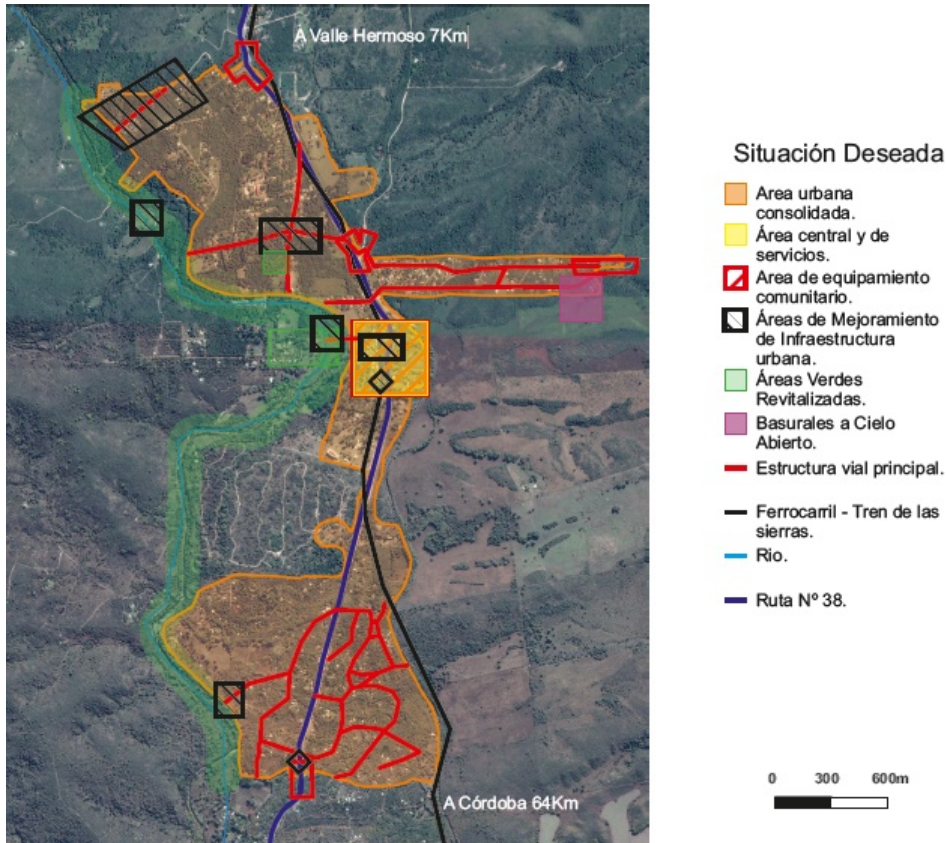 A Valle Hermoso 7Km
Situación Deseada
Area urbana
consolidada.
Área central y de
servicios.
Area de equipamiento
comunitario.
Áreas de Mejoramiento
de Infraestructura
urbana.
Áreas Verdes
Revitalizadas.
Basurales a Cielo
Abierto.
Estructura vial principal.
Ferrocarril - Tren de las
sierras.
Rio.
Ruta Nº 38.
0 300 600m
A Córdoba 64Km